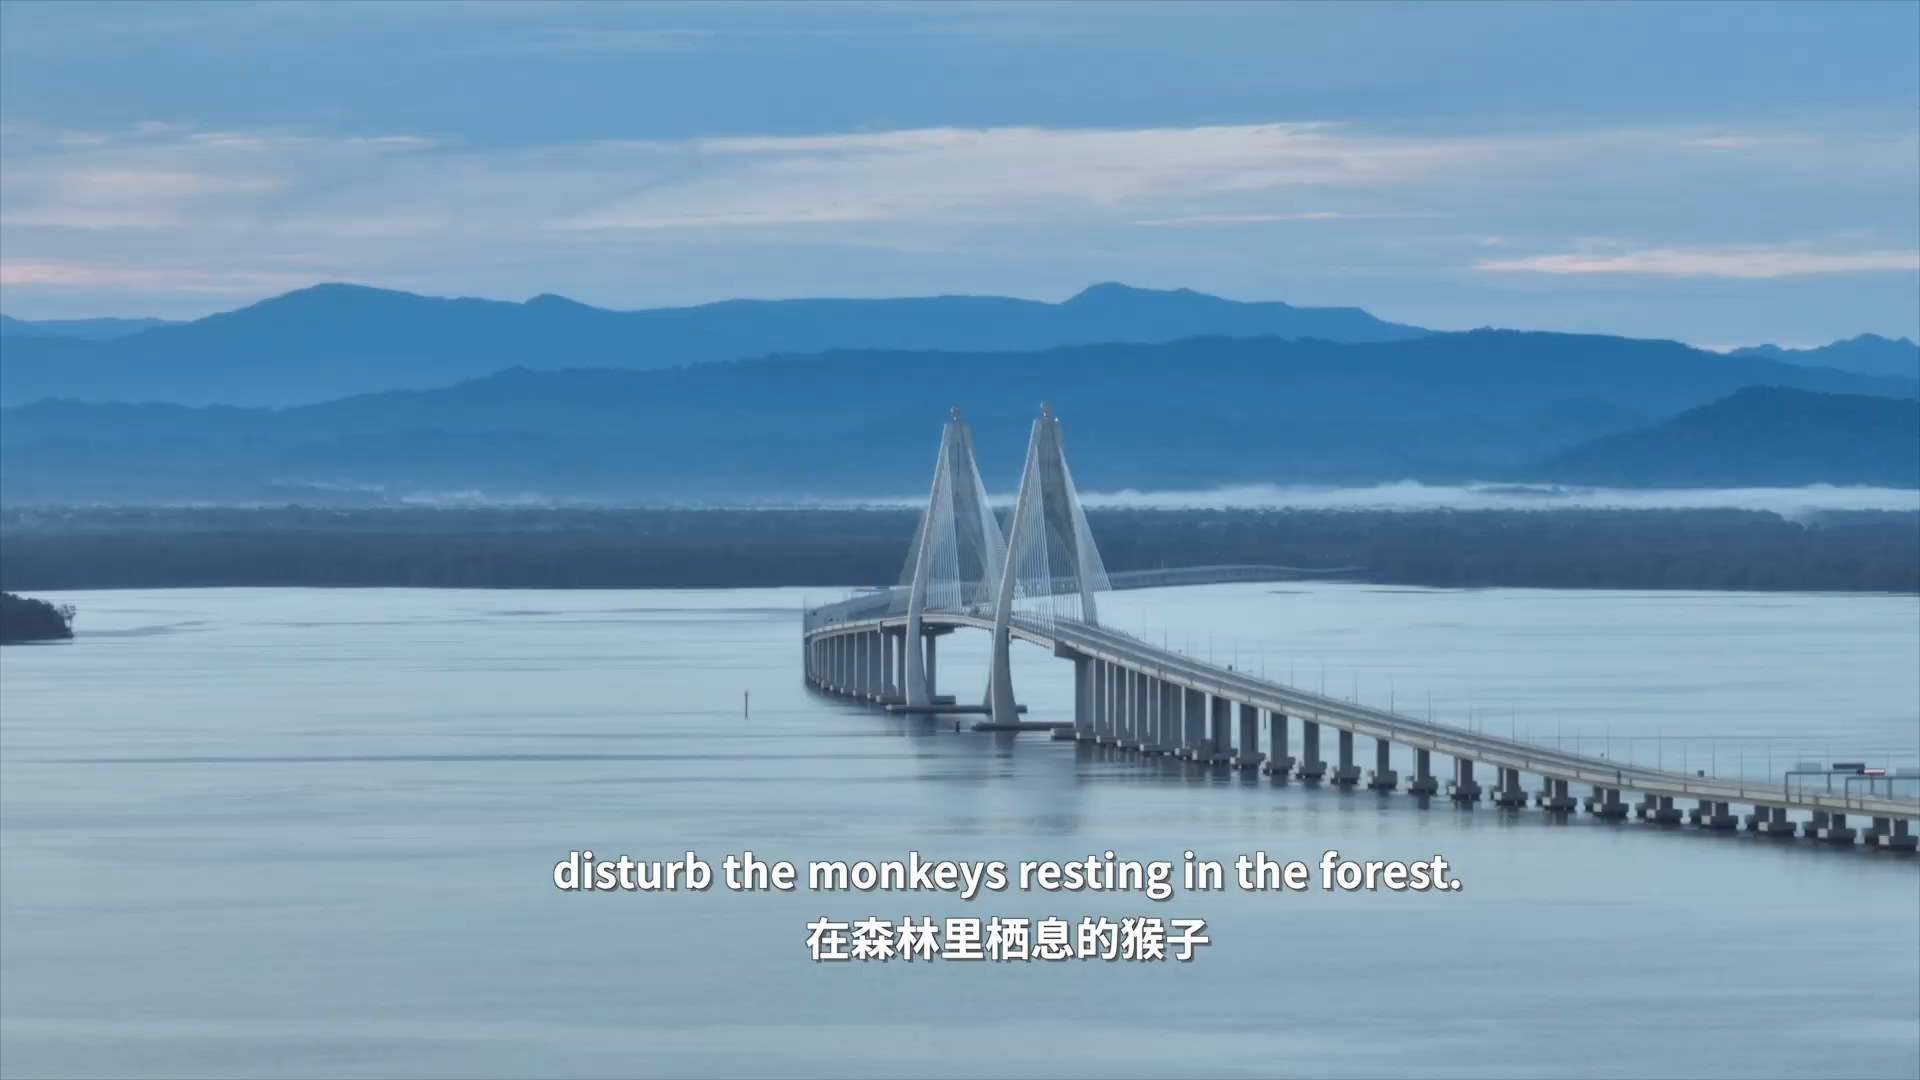 disturb the monkeys resting in the forest.
在森林里栖息的猴子